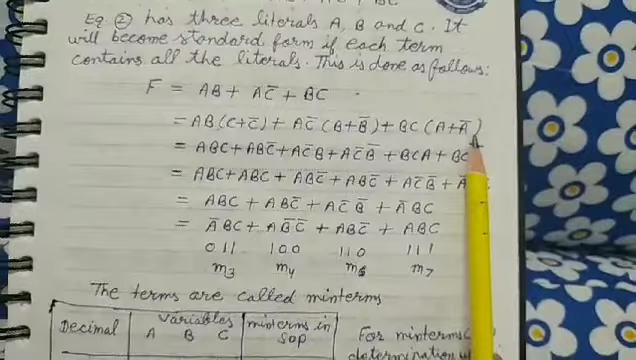 Eq. ② has three literals A, B and C. It
will become standard form if each term
contains all the literals. This is done as follows:
F = AB + AC̅ + BC
= AB(C+C̅) + AC̅(B+B̅) + BC(A+A̅)
= ABC + ABC̅ + AC̅B + AC̅B̅ + BCA + BC
= ABC + ABC + ABC̅ + ABC̅ + AC̅B̅ + A̅
= ABC + ABC̅ + AC̅B̅ + A̅BC
= A̅BC + AB̅C̅ + ABC̅ + ABC
011 100 110 111
m3 m4 m6 m7
The terms are called minterms
Decimal Variables minterms in For minterms
A B C SOP determination